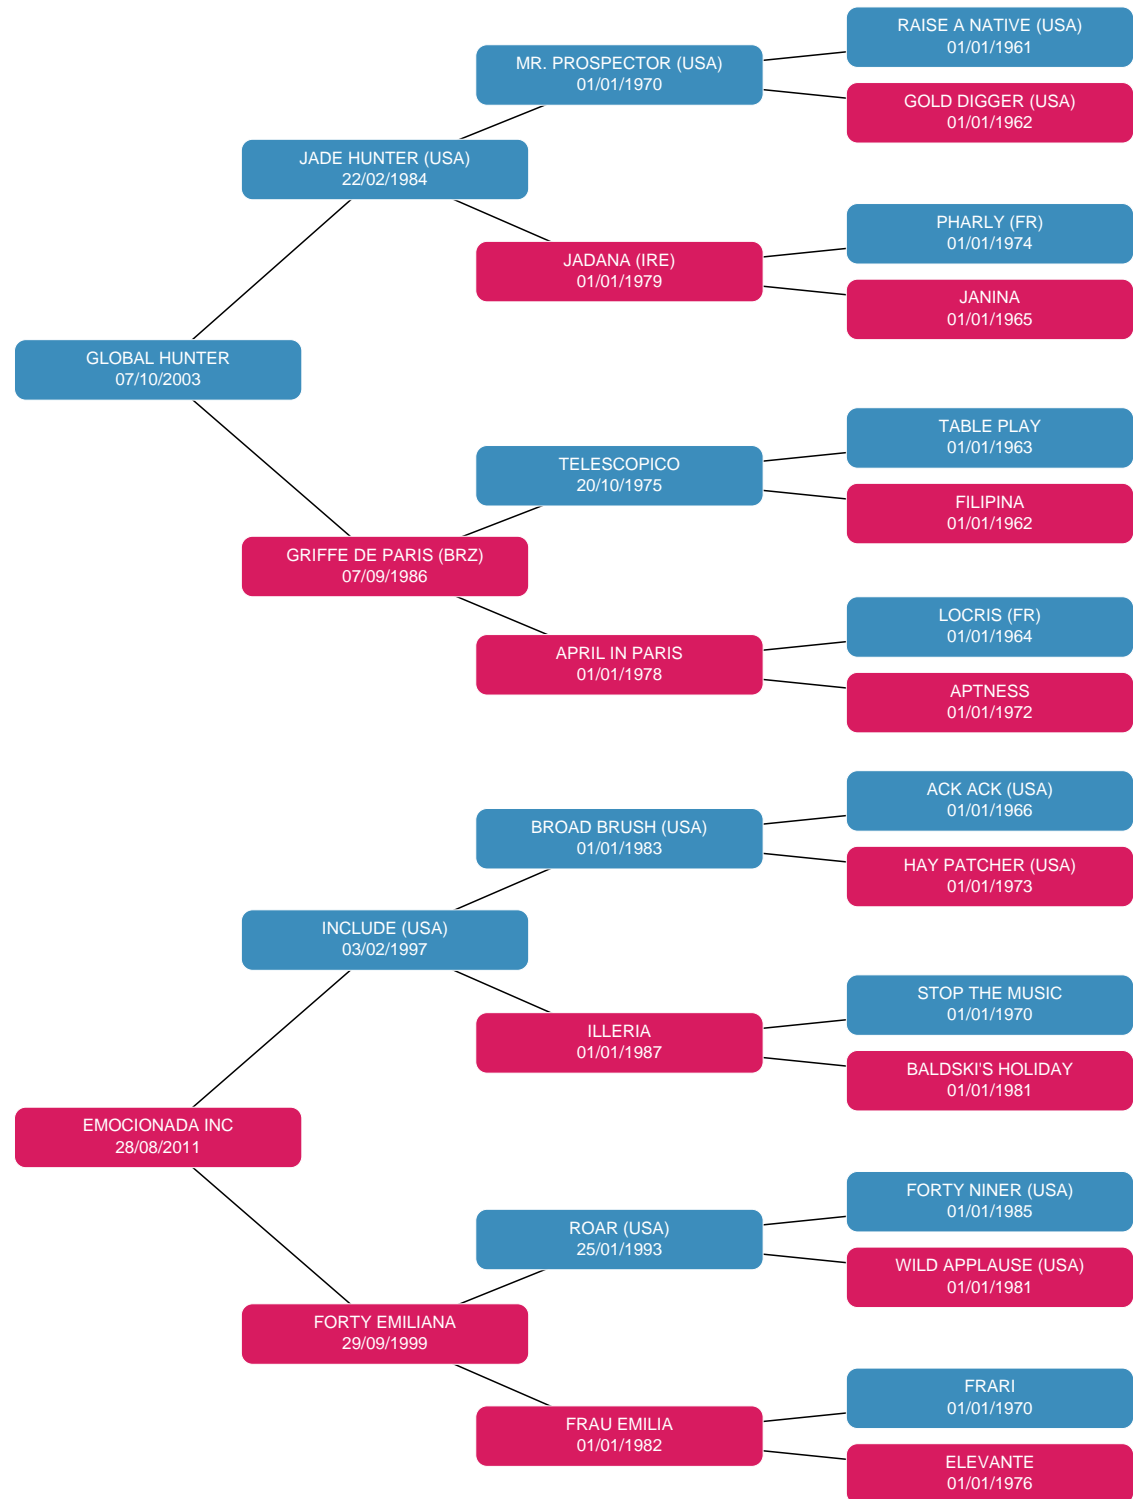 RAISE A NATIVE (USA)
01/01/1961
MR. PROSPECTOR (USA)
01/01/1970
GOLD DIGGER (USA)
01/01/1962
JADE HUNTER (USA)
22/02/1984
PHARLY (FR)
01/01/1974
JADANA (IRE)
01/01/1979
JANINA
01/01/1965
GLOBAL HUNTER
07/10/2003
TABLE PLAY
01/01/1963
TELESCOPICO
20/10/1975
FILIPINA
01/01/1962
GRIFFE DE PARIS (BRZ)
07/09/1986
LOCRIS (FR)
01/01/1964
APRIL IN PARIS
01/01/1978
APTNESS
01/01/1972
ACK ACK (USA)
01/01/1966
BROAD BRUSH (USA)
01/01/1983
HAY PATCHER (USA)
01/01/1973
INCLUDE (USA)
03/02/1997
STOP THE MUSIC
01/01/1970
ILLERIA
01/01/1987
BALDSKI'S HOLIDAY
01/01/1981
EMOCIONADA INC
28/08/2011
FORTY NINER (USA)
01/01/1985
ROAR (USA)
25/01/1993
WILD APPLAUSE (USA)
01/01/1981
FORTY EMILIANA
29/09/1999
FRARI
01/01/1970
FRAU EMILIA
01/01/1982
ELEVANTE
01/01/1976